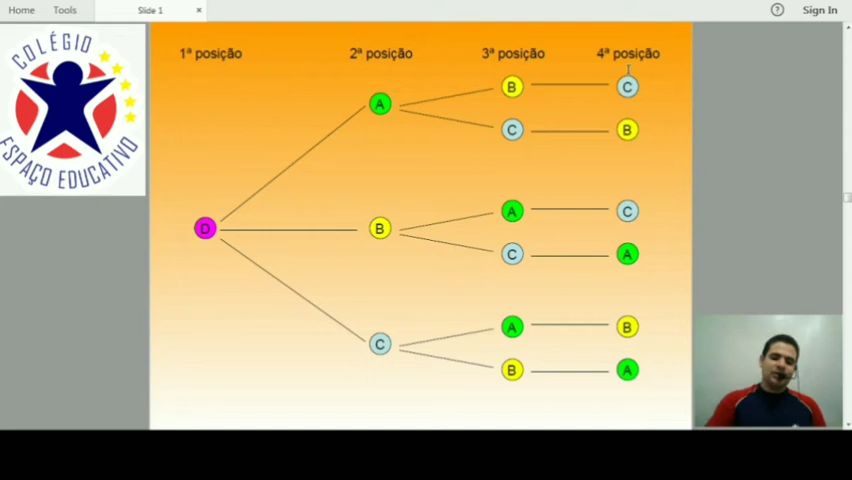 Home Tools Slide 1 × ? Sign In
COLÉGIO
ESPAÇO EDUCATIVO
1ª posição 2ª posição 3ª posição 4ª posição
B C
A
C B
A C
D B
C A
A B
C
B A